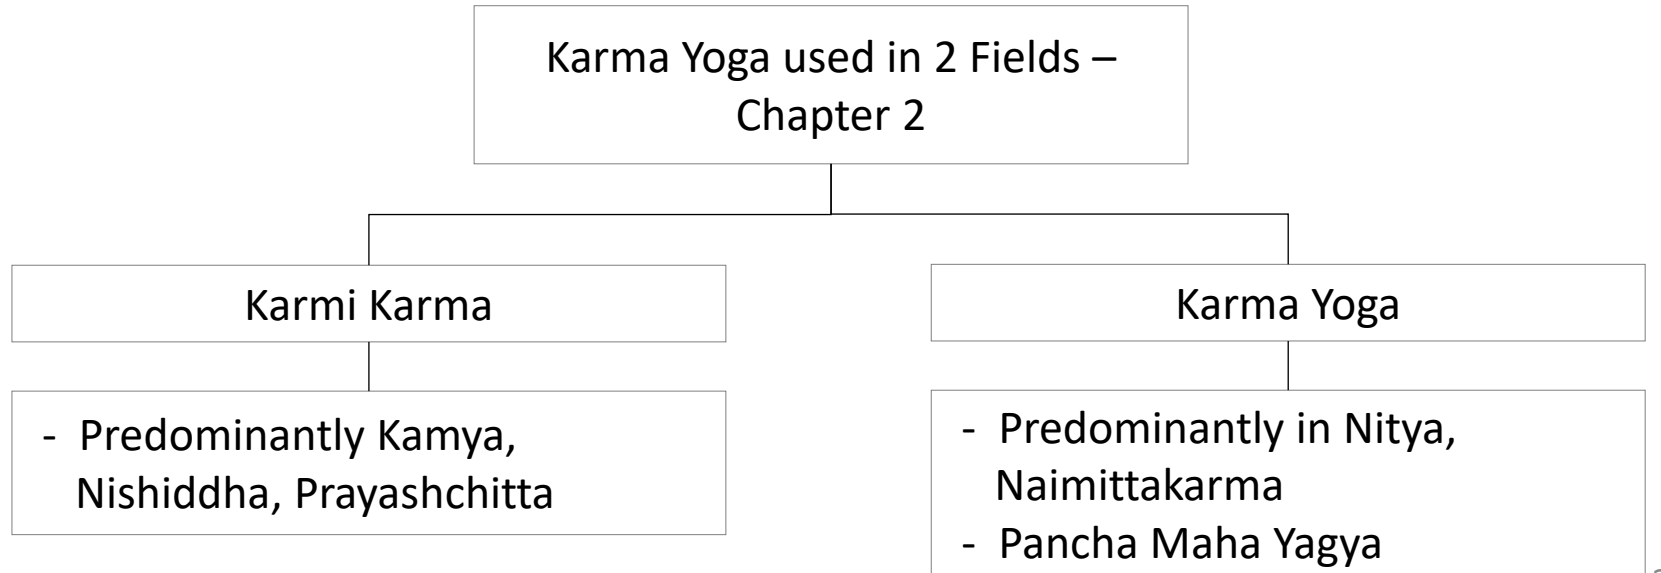 Karma Yoga used in 2 Fields –
Chapter 2
Karmi Karma
Karma Yoga
- Predominantly Kamya,
Nishiddha, Prayashchitta
- Predominantly in Nitya,
Naimittakarma
- Pancha Maha Yagya